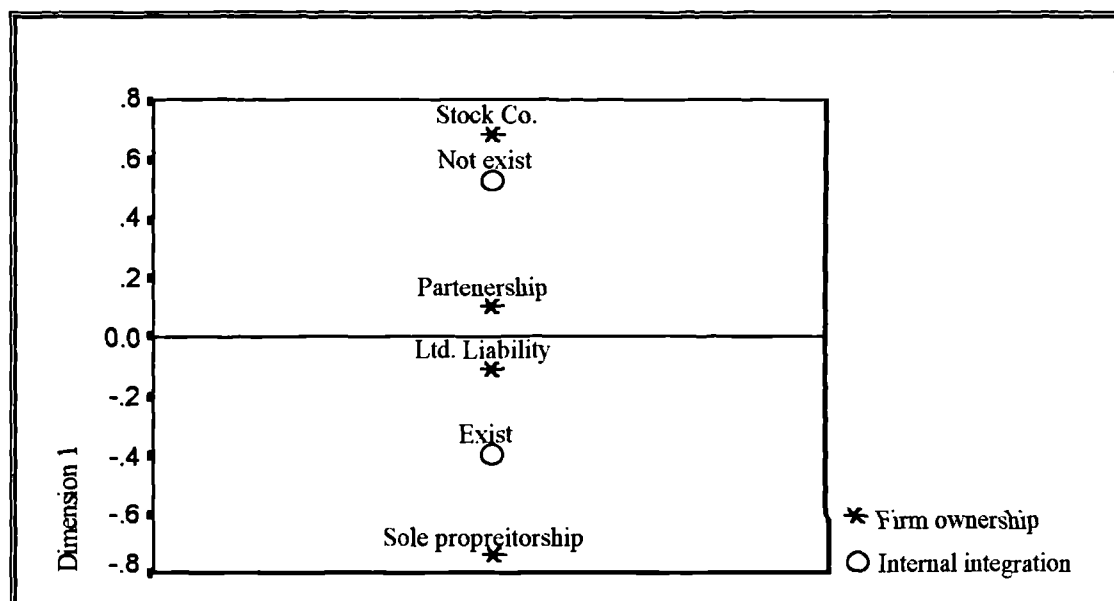 .8
Stock Co.
.6
Not exist
.4
.2
Partenership
0.0
Ltd. Liability
-.2
Exist
-.4
-.6
Sole propreitorship
-.8
Dimension 1
Firm ownership
Internal integration